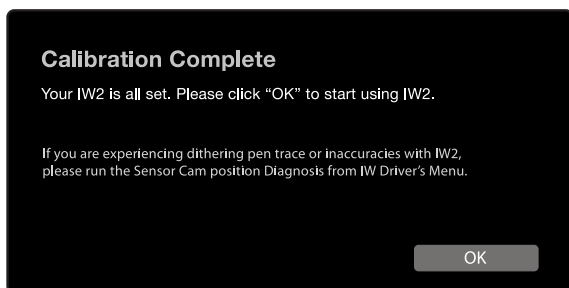 Calibration Complete
Your IW2 is all set. Please click “OK” to start using IW2.
If you are experiencing dithering pen trace or inaccuracies with IW2,
please run the Sensor Cam position Diagnosis from IW Driver’s Menu.
OK